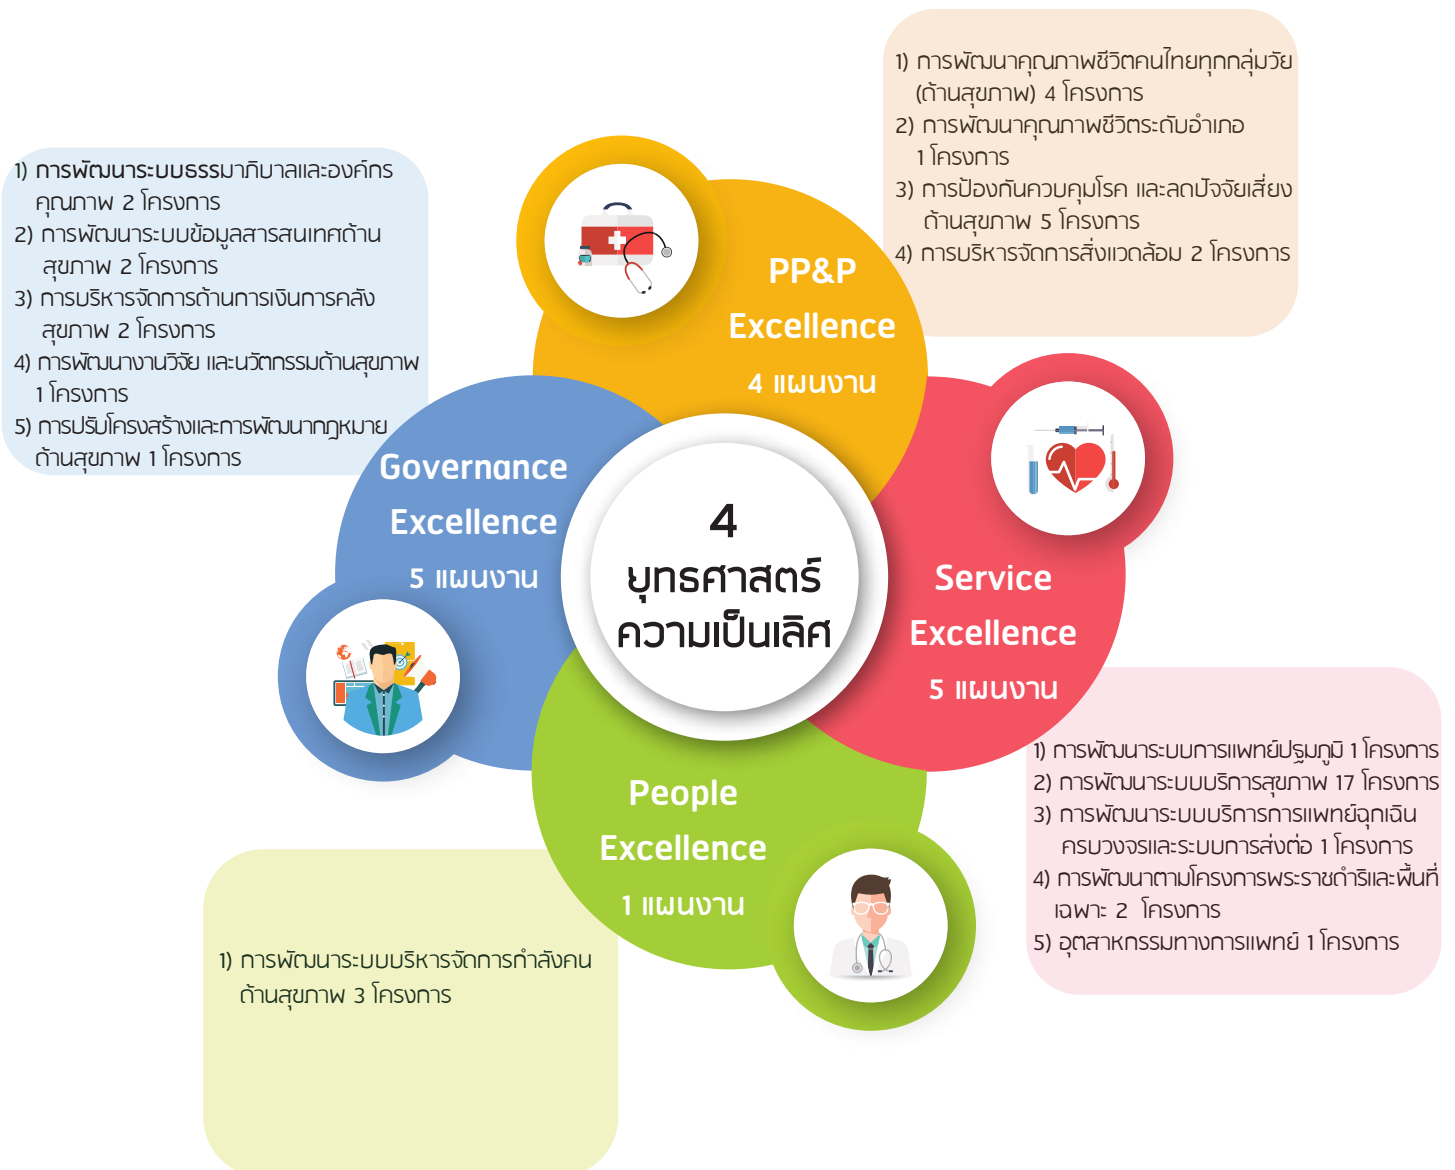 1) การพัฒนาคุณภาพชีวิตคนไทยทุกกลุ่มวัย
(ด้านสุขภาพ) 4 โครงการ
2) การพัฒนาคุณภาพชีวิตระดับอำเภอ
1 โครงการ
3) การป้องกันควบคุมโรค และลดปัจจัยเสี่ยง
ด้านสุขภาพ 5 โครงการ
4) การบริหารจัดการสิ่งแวดล้อม 2 โครงการ
1) การพัฒนาระบบธรรมาภิบาลและองค์กร
คุณภาพ 2 โครงการ
2) การพัฒนาระบบข้อมูลสารสนเทศด้าน
สุขภาพ 2 โครงการ
3) การบริหารจัดการด้านการเงินการคลัง
สุขภาพ 2 โครงการ
4) การพัฒนางานวิจัย และนวัตกรรมด้านสุขภาพ
1 โครงการ
5) การปรับโครงสร้างและการพัฒนากฎหมาย
ด้านสุขภาพ 1 โครงการ
PP&P
Excellence
4 แผนงาน
Governance
Excellence
5 แผนงาน
4
ยุทธศาสตร์
ความเป็นเลิศ
Service
Excellence
5 แผนงาน
People
Excellence
1 แผนงาน
1) การพัฒนาระบบการแพทย์ปฐมภูมิ 1 โครงการ
2) การพัฒนาระบบบริการสุขภาพ 17 โครงการ
3) การพัฒนาระบบบริการการแพทย์ฉุกเฉิน
ครบวงจรและระบบการส่งต่อ 1 โครงการ
4) การพัฒนาตามโครงการพระราชดำริและพื้นที่
เฉพาะ 2 โครงการ
5) อุตสาหกรรมทางการแพทย์ 1 โครงการ
1) การพัฒนาระบบบริหารจัดการกำลังคน
ด้านสุขภาพ 3 โครงการ